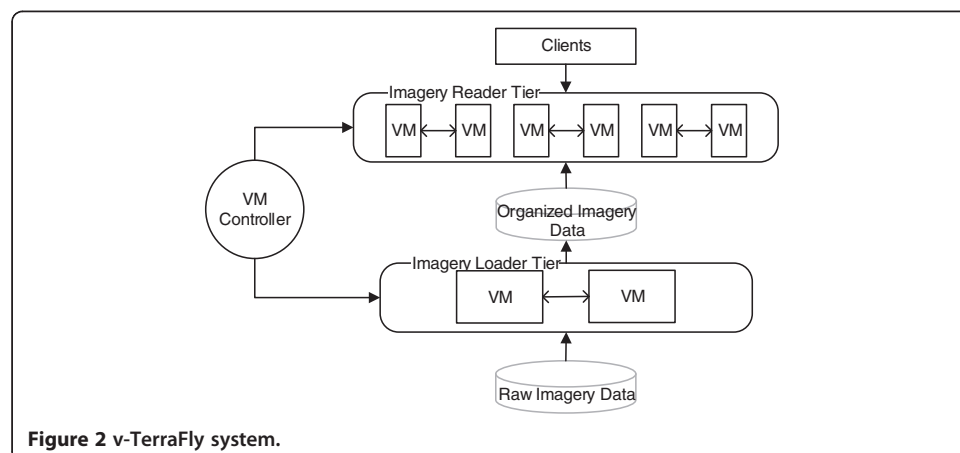 Clients
Imagery Reader Tier
VM VM VM VM VM VM
VM
Controller
Organized Imagery
Data
Imagery Loader Tier
VM VM
Raw Imagery Data
Figure 2 v-TerraFly system.